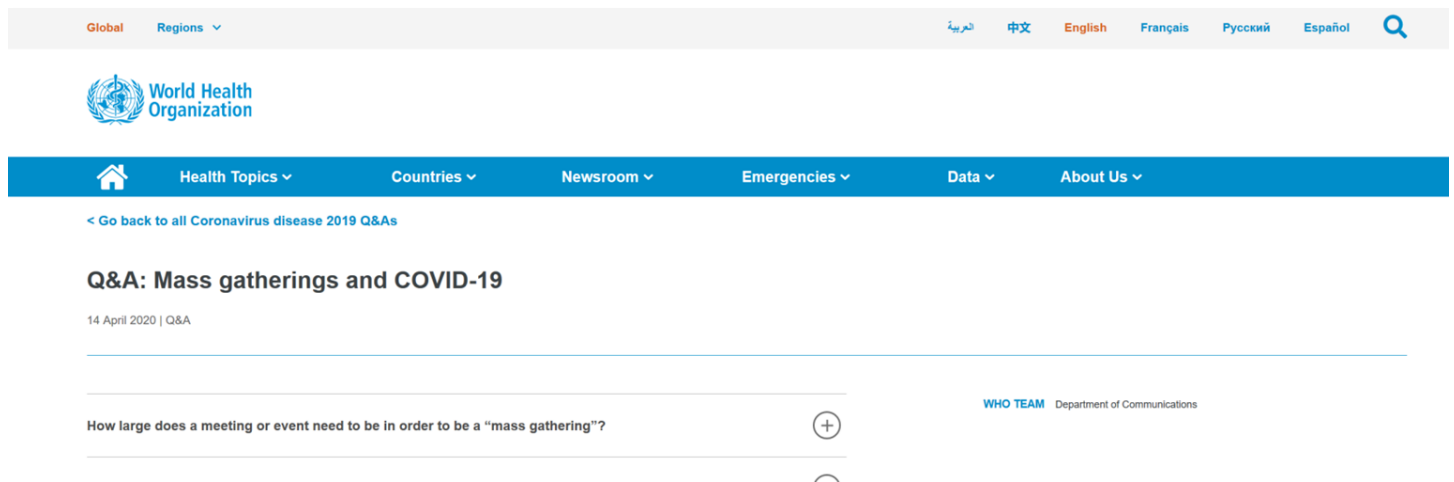 Global Regions العربية 中文 English Français Русский Español
World Health
Organization
Health Topics Countries Newsroom Emergencies Data About Us
< Go back to all Coronavirus disease 2019 Q&As
Q&A: Mass gatherings and COVID-19
14 April 2020 | Q&A
WHO TEAM Department of Communications
How large does a meeting or event need to be in order to be a “mass gathering”?